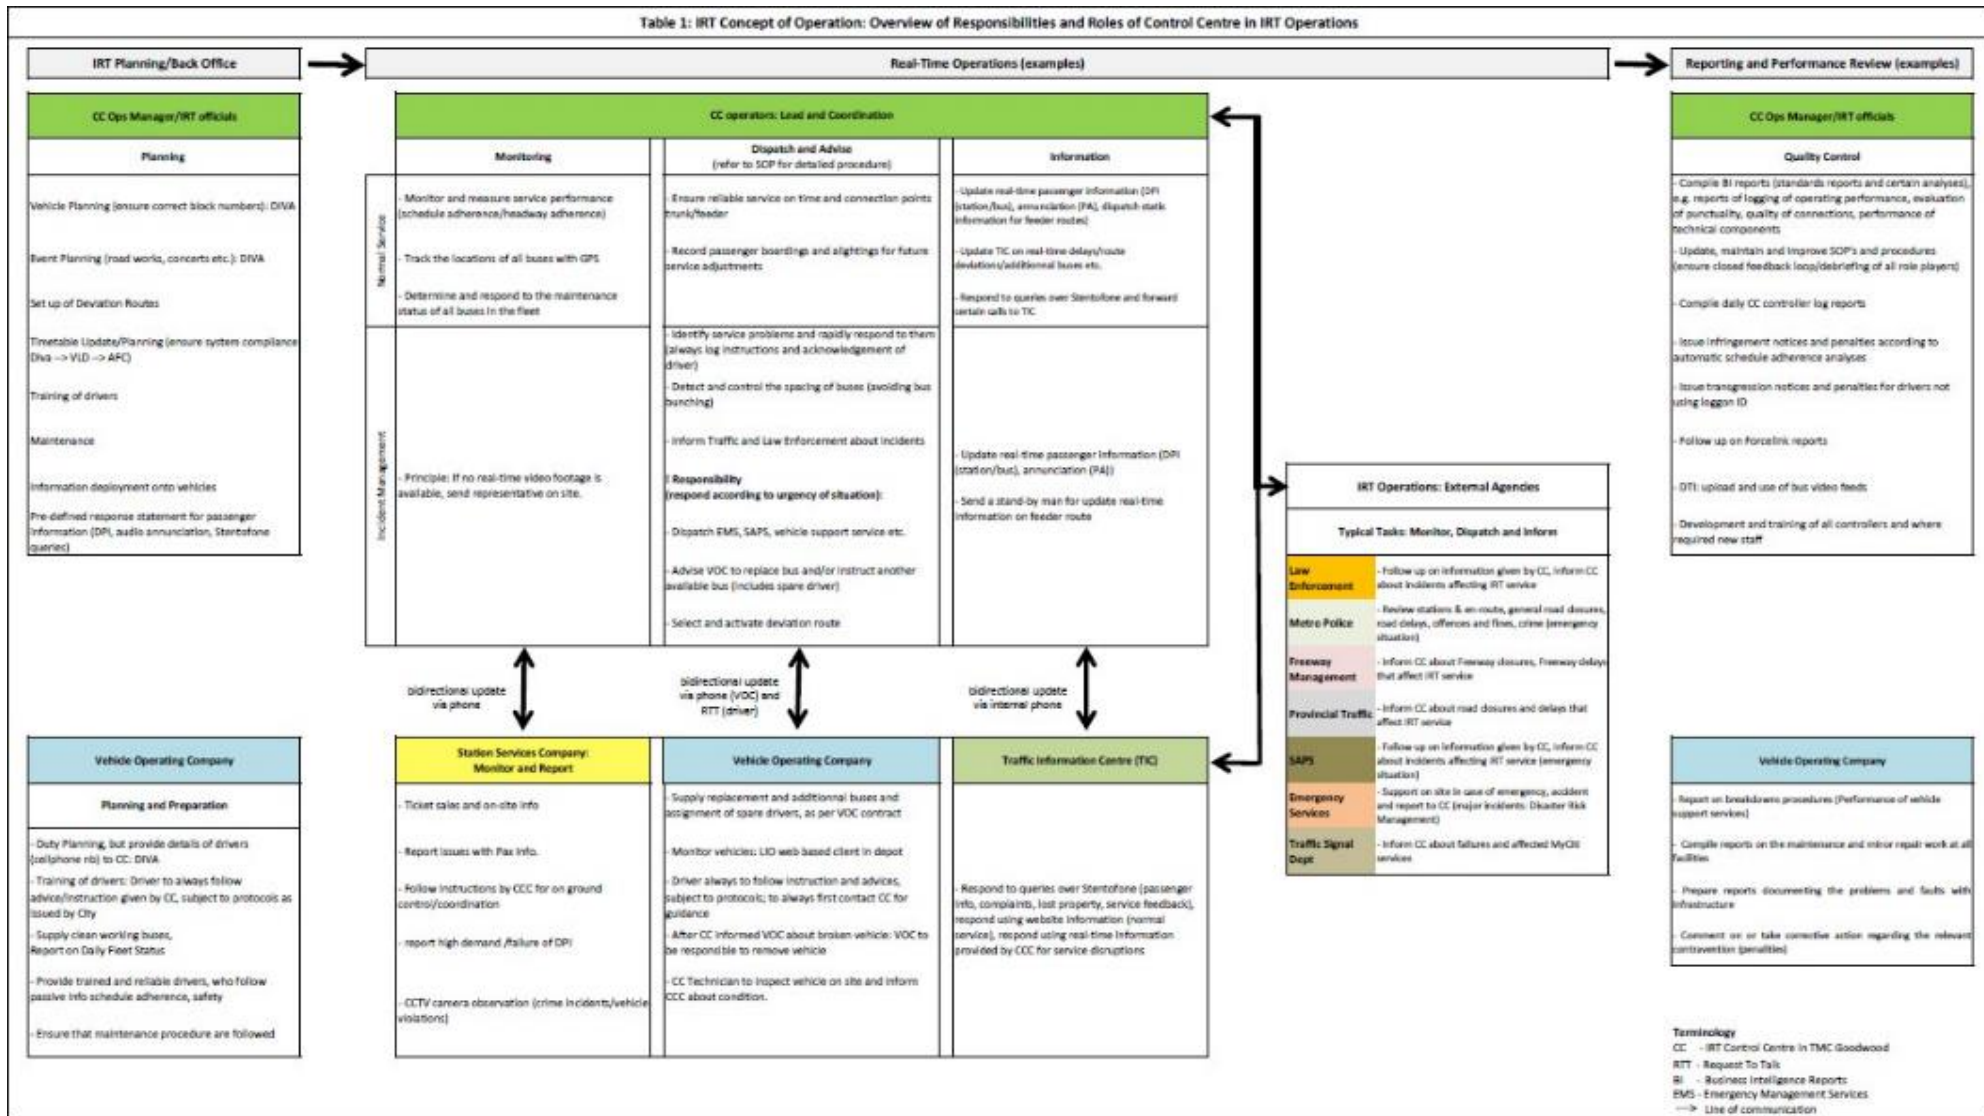 Table 1: IRT Concept of Operation: Overview of Responsibilities and Roles of Control Centre in IRT Operations
IRT Planning/Back Office
Real-Time Operations (examples)
Reporting and Performance Review (examples)
CC Ops Manager/IRT officials
Planning
Vehicle Planning (ensure correct block numbers): DIVA
Event Planning (road works, concerts etc.): DIVA
Set up of Deviation Routes
Timetable Update/Planning (ensure system compliance
Diva --> VLD --> AFC)
Training of drivers
Maintenance
Information deployment onto vehicles
Pre-defined response statement for passenger
information (DPI, audio annunciation, Stentofone
queries)
CC operators: Lead and Coordination
Monitoring
Dispatch and Advise
(refer to SOP for detailed procedure)
Information
Normal Service
- Monitor and measure service performance
(schedule adherence/headway adherence)
- Track the locations of all buses with GPS
- Determine and respond to the maintenance
status of all buses in the fleet
- Ensure reliable service on time and connection points
trunk/feeder
- Record passenger boardings and alightings for future
service adjustments
- Update real-time passenger information (DPI
(station/bus), annunciation (PA), dispatch static
information for feeder routes)
- Update TIC on real-time delays/route
deviations/additionnal buses etc.
- Respond to queries over Stentofone and forward
certain calls to TIC
Incident Management
- Principle: If no real-time video footage is
available, send representative on site.
- Identify service problems and rapidly respond to them
(always log instructions and acknowledgement of
driver)
- Detect and control the spacing of buses (avoiding bus
bunching)
- Inform Traffic and Law Enforcement about incidents
! Responsibility
(respond according to urgency of situation):
- Dispatch EMS, SAPS, vehicle support service etc.
- Advise VOC to replace bus and/or instruct another
available bus (includes spare driver)
- Select and activate deviation route
- Update real-time passenger information (DPI
(station/bus), annunciation (PA))
- Send a stand-by man for update real-time
information on feeder route
bidirectional update
via phone
bidirectional update
via phone (VOC) and
RTT (driver)
bidirectional update
via internal phone
IRT Operations: External Agencies
Typical Tasks: Monitor, Dispatch and Inform
Law
Enforcement
- Follow up on information given by CC, inform CC
about incidents affecting IRT service
Metro Police
- Review stations & en-route, general road closures,
road delays, offences and fines, crime (emergency
situation)
Freeway
Management
- Inform CC about Freeway closures, Freeway delays
that affect IRT service
Provincial Traffic
- Inform CC about road closures and delays that
affect IRT service
SAPS
- Follow up on information given by CC, inform CC
about incidents affecting IRT service (emergency
situation)
Emergency
Services
- Support on site in case of emergency, accident
and report to CC (major incidents: Disaster Risk
Management)
Traffic Signal
Dept
- Inform CC about failures and affected MyCiti
services
CC Ops Manager/IRT officials
Quality Control
- Compile BI reports (standards reports and certain analyses),
e.g. reports of logging of operating performance, evaluation
of punctuality, quality of connections, performance of
technical components
- Update, maintain and improve SOP's and procedures
(ensure closed feedback loop/debriefing of all role players)
- Compile daily CC controller log reports
- Issue infringement notices and penalties according to
automatic schedule adherence analyses
- Issue transgression notices and penalties for drivers not
using loggon ID
- Follow up on Forcelink reports
- DTI: upload and use of bus video feeds
- Development and training of all controllers and where
required new staff
Vehicle Operating Company
Planning and Preparation
- Duty Planning, but provide details of drivers
(cellphone nb) to CC: DIVA
- Training of drivers: Driver to always follow
advice/instruction given by CC, subject to protocols as
issued by City
- Supply clean working buses,
Report on Daily Fleet Status
- Provide trained and reliable drivers, who follow
passive info schedule adherence, safety
- Ensure that maintenance procedure are followed
Station Services Company:
Monitor and Report
- Ticket sales and on-site info
- Report issues with Pax info.
- Follow instructions by CCC for on ground
control/coordination
- report high demand /failure of DPI
- CCTV camera observation (crime incidents/vehicle
violations)
Vehicle Operating Company
- Supply replacement and additionnal buses and
assignment of spare drivers, as per VOC contract
- Monitor vehicles: LIO web based client in depot
- Driver always to follow instruction and advices,
subject to protocols; to always first contact CC for
guidance
- After CC informed VOC about broken vehicle: VOC to
be responsible to remove vehicle
- CC Technician to inspect vehicle on site and inform
CCC about condition.
Traffic Information Centre (TIC)
- Respond to queries over Stentofone (passenger
info, complaints, lost property, service feedback),
respond using website information (normal
service), respond using real-time information
provided by CCC for service disruptions
Vehicle Operating Company
- Report on breakdowns procedures (Performance of vehicle
support services)
- Compile reports on the maintenance and minor repair work at all
facilities
- Prepare reports documenting the problems and faults with
infrastructure
- Comment on or take corrective action regarding the relevant
contravention (penalities)
Terminology
CC - IRT Control Centre in TMC Goodwood
RTT - Request To Talk
BI - Business Intelligence Reports
EMS - Emergency Management Services
---> Line of communication